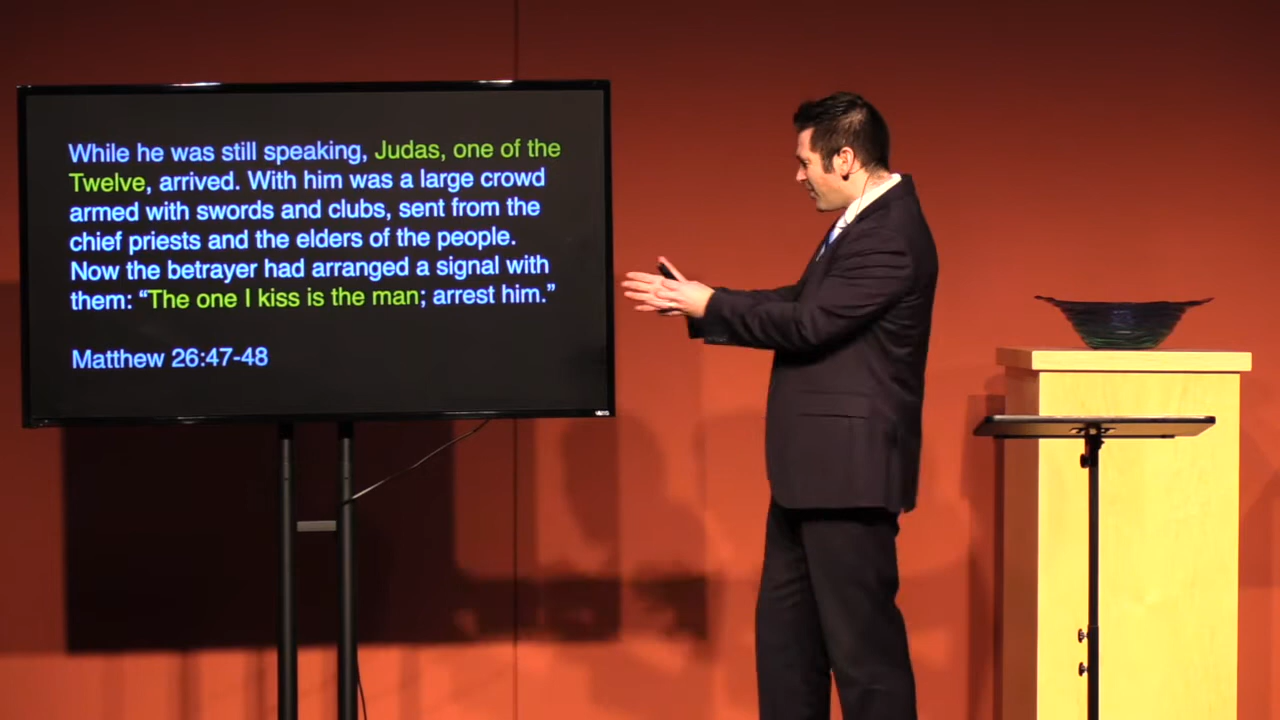 While he was still speaking, Judas, one of the
Twelve, arrived. With him was a large crowd
armed with swords and clubs, sent from the
chief priests and the elders of the people.
Now the betrayer had arranged a signal with
them: “The one I kiss is the man; arrest him.”
Matthew 26:47-48